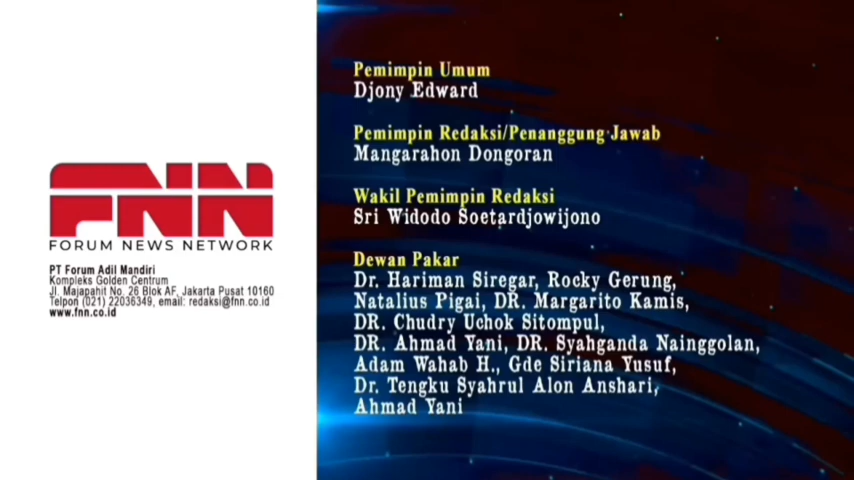 FNN
FORUM NEWS NETWORK
PT Forum Adil Mandiri
Kompleks Golden Centrum
Jl. Majapahit No. 26 Blok AF, Jakarta Pusat 10160
Telpon (021) 22036349, email: redaksi@fnn.co.id
www.fnn.co.id
Pemimpin Umum
Djony Edward
Pemimpin Redaksi/Penanggung Jawab
Mangarahon Dongoran
Wakil Pemimpin Redaksi
Sri Widodo Soetardjowijono
Dewan Pakar
Dr. Hariman Siregar, Rocky Gerung,
Natalius Pigai, DR. Margarito Kamis,
DR. Chudry Uchok Sitompul,
DR. Ahmad Yani, DR. Syahganda Nainggolan,
Adam Wahab H., Gde Siriana Yusuf,
Dr. Tengku Syahrul Alon Anshari,
Ahmad Yani